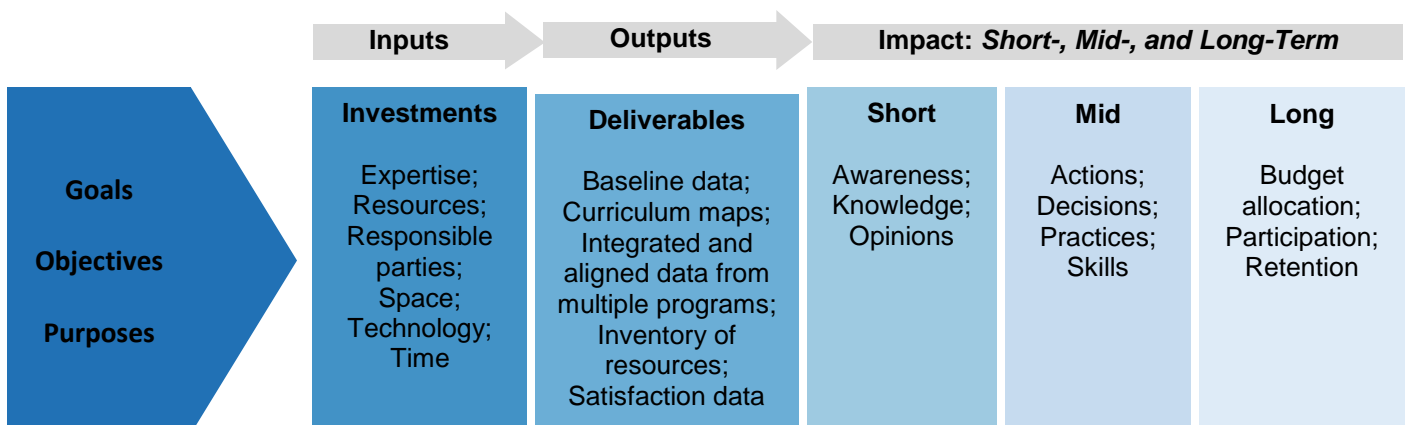 Inputs
Outputs
Impact: Short-, Mid-, and Long-Term
Goals
Objectives
Purposes
Investments
Expertise;
Resources;
Responsible
parties;
Space;
Technology;
Time
Deliverables
Baseline data;
Curriculum maps;
Integrated and
aligned data from
multiple programs;
Inventory of
resources;
Satisfaction data
Short
Awareness;
Knowledge;
Opinions
Mid
Actions;
Decisions;
Practices;
Skills
Long
Budget
allocation;
Participation;
Retention